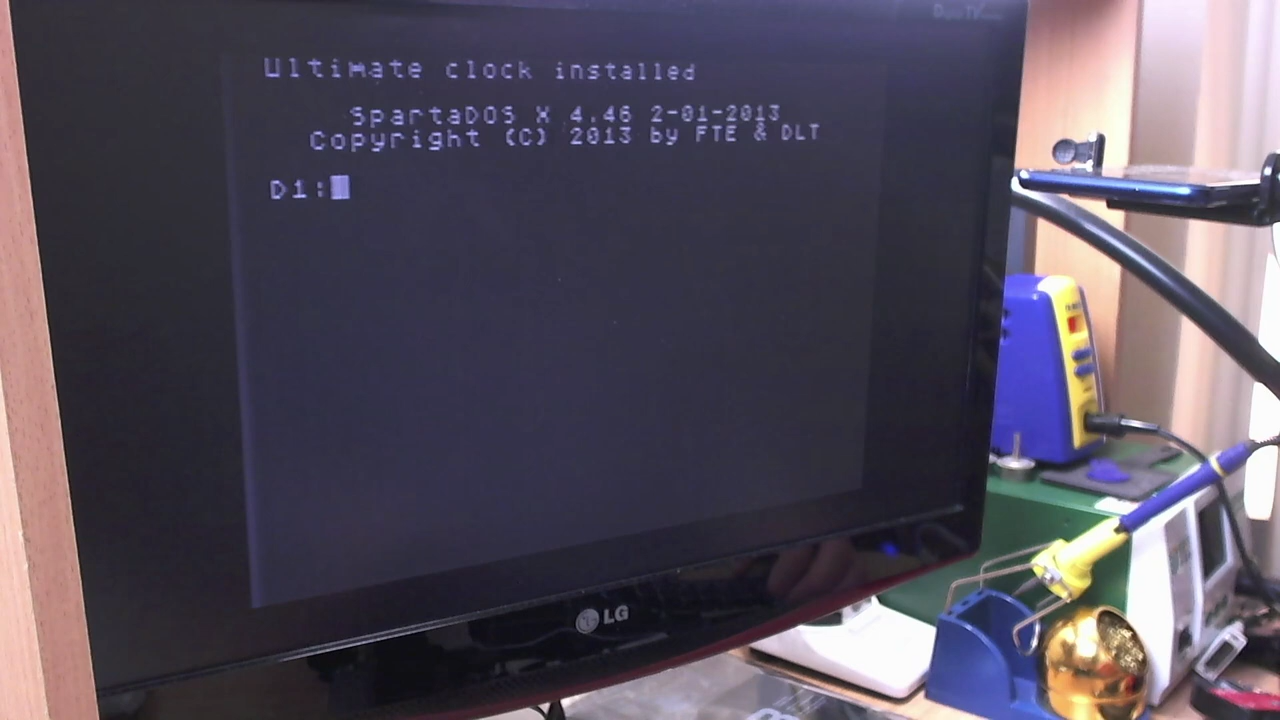 Ultimate clock installed
SpartaDOS X 4.46 2-01-2013
Copyright (C) 2013 by FTE & DLT
D1:
LG